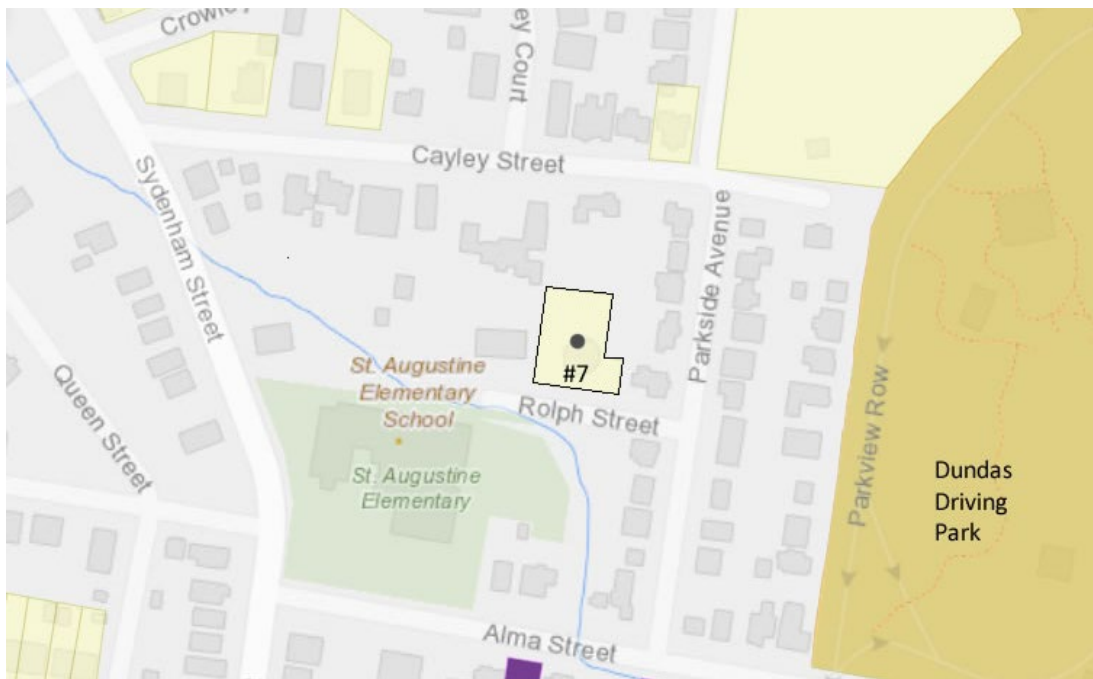 Crowley
ey Court
Cayley Street
Sydenham Street
Parkside Avenue
Queen Street
St. Augustine
Elementary
School
#7
Rolph Street
Parkview Row
St. Augustine
Elementary
Dundas
Driving
Park
Alma Street